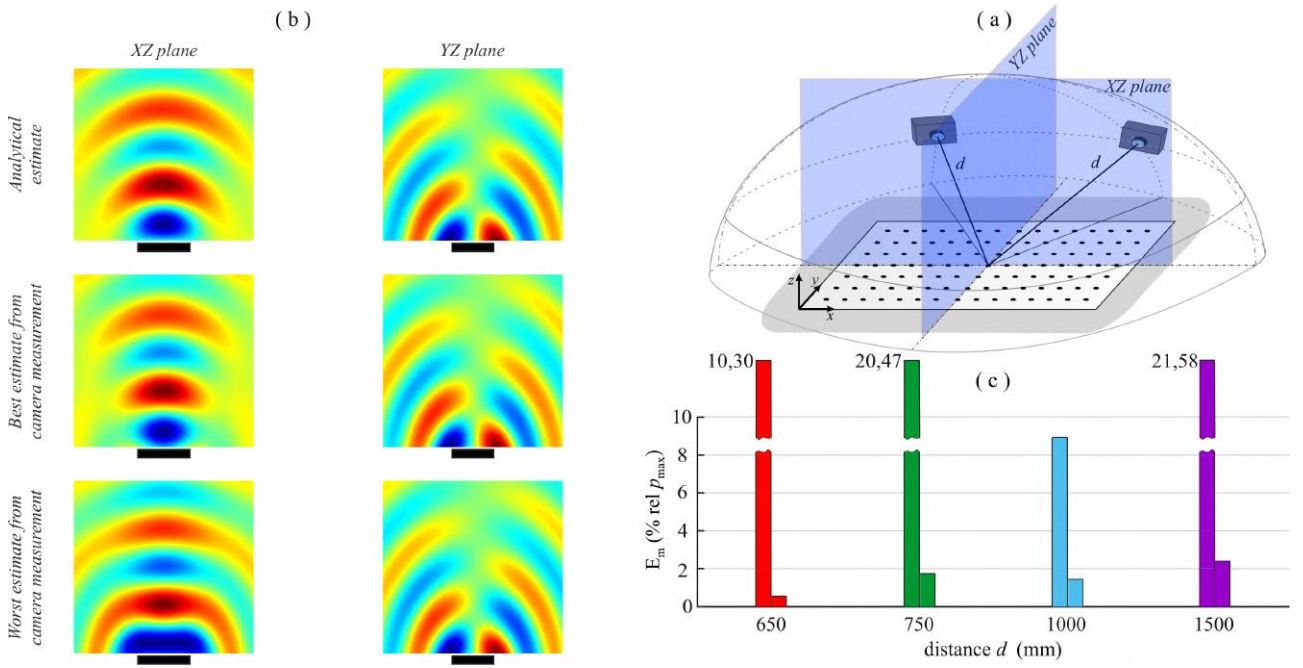 ( b )
XZ plane
YZ plane
Analytical
estimate
Best estimate from
camera measurement
Worst estimate from
camera measurement
( a )
YZ plane
XZ plane
d
d
z
y
x
( c )
10,30
20,47
21,58
E_m (% rel p_max)
10
8
6
4
2
0
650
750
1000
1500
distance d (mm)